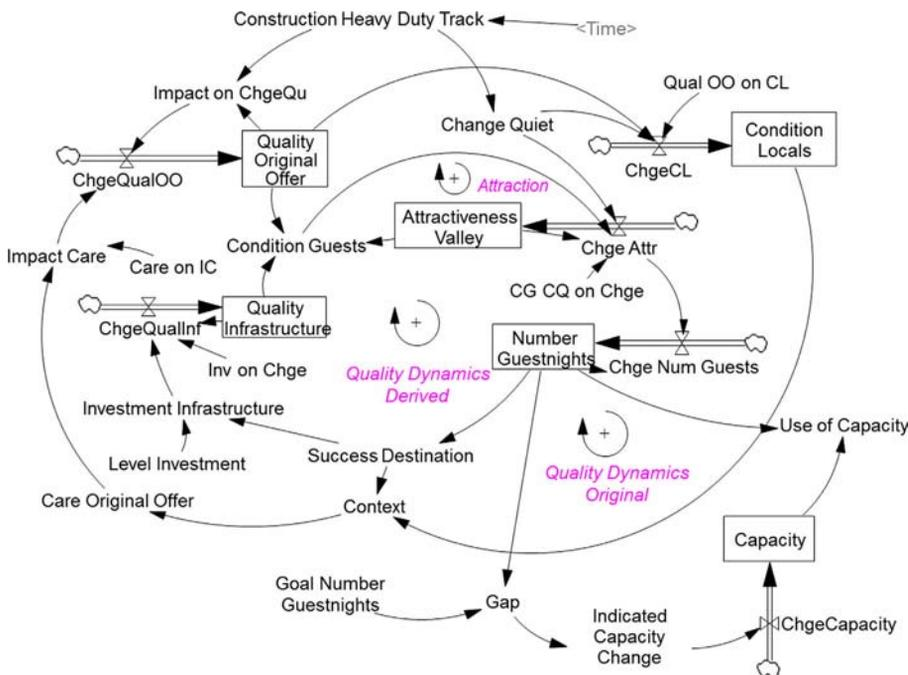 Construction Heavy Duty Track
<Time>
Impact on ChgeQu
Qual OO on CL
Change Quiet
Quality
Original
Offer
Condition
Locals
ChgeQualOO
ChgeCL
Attraction
Attractiveness
Valley
Condition Guests
Chge Attr
Impact Care
Care on IC
CG CQ on Chge
Quality
Infrastructure
ChgeQualInf
Number
Guestnights
Chge Num Guests
Inv on Chge
Quality Dynamics
Derived
Investment Infrastructure
Use of Capacity
Level Investment
Success Destination
Quality Dynamics
Original
Care Original Offer
Context
Capacity
Goal Number
Guestnights
Gap
Indicated
Capacity
Change
ChgeCapacity